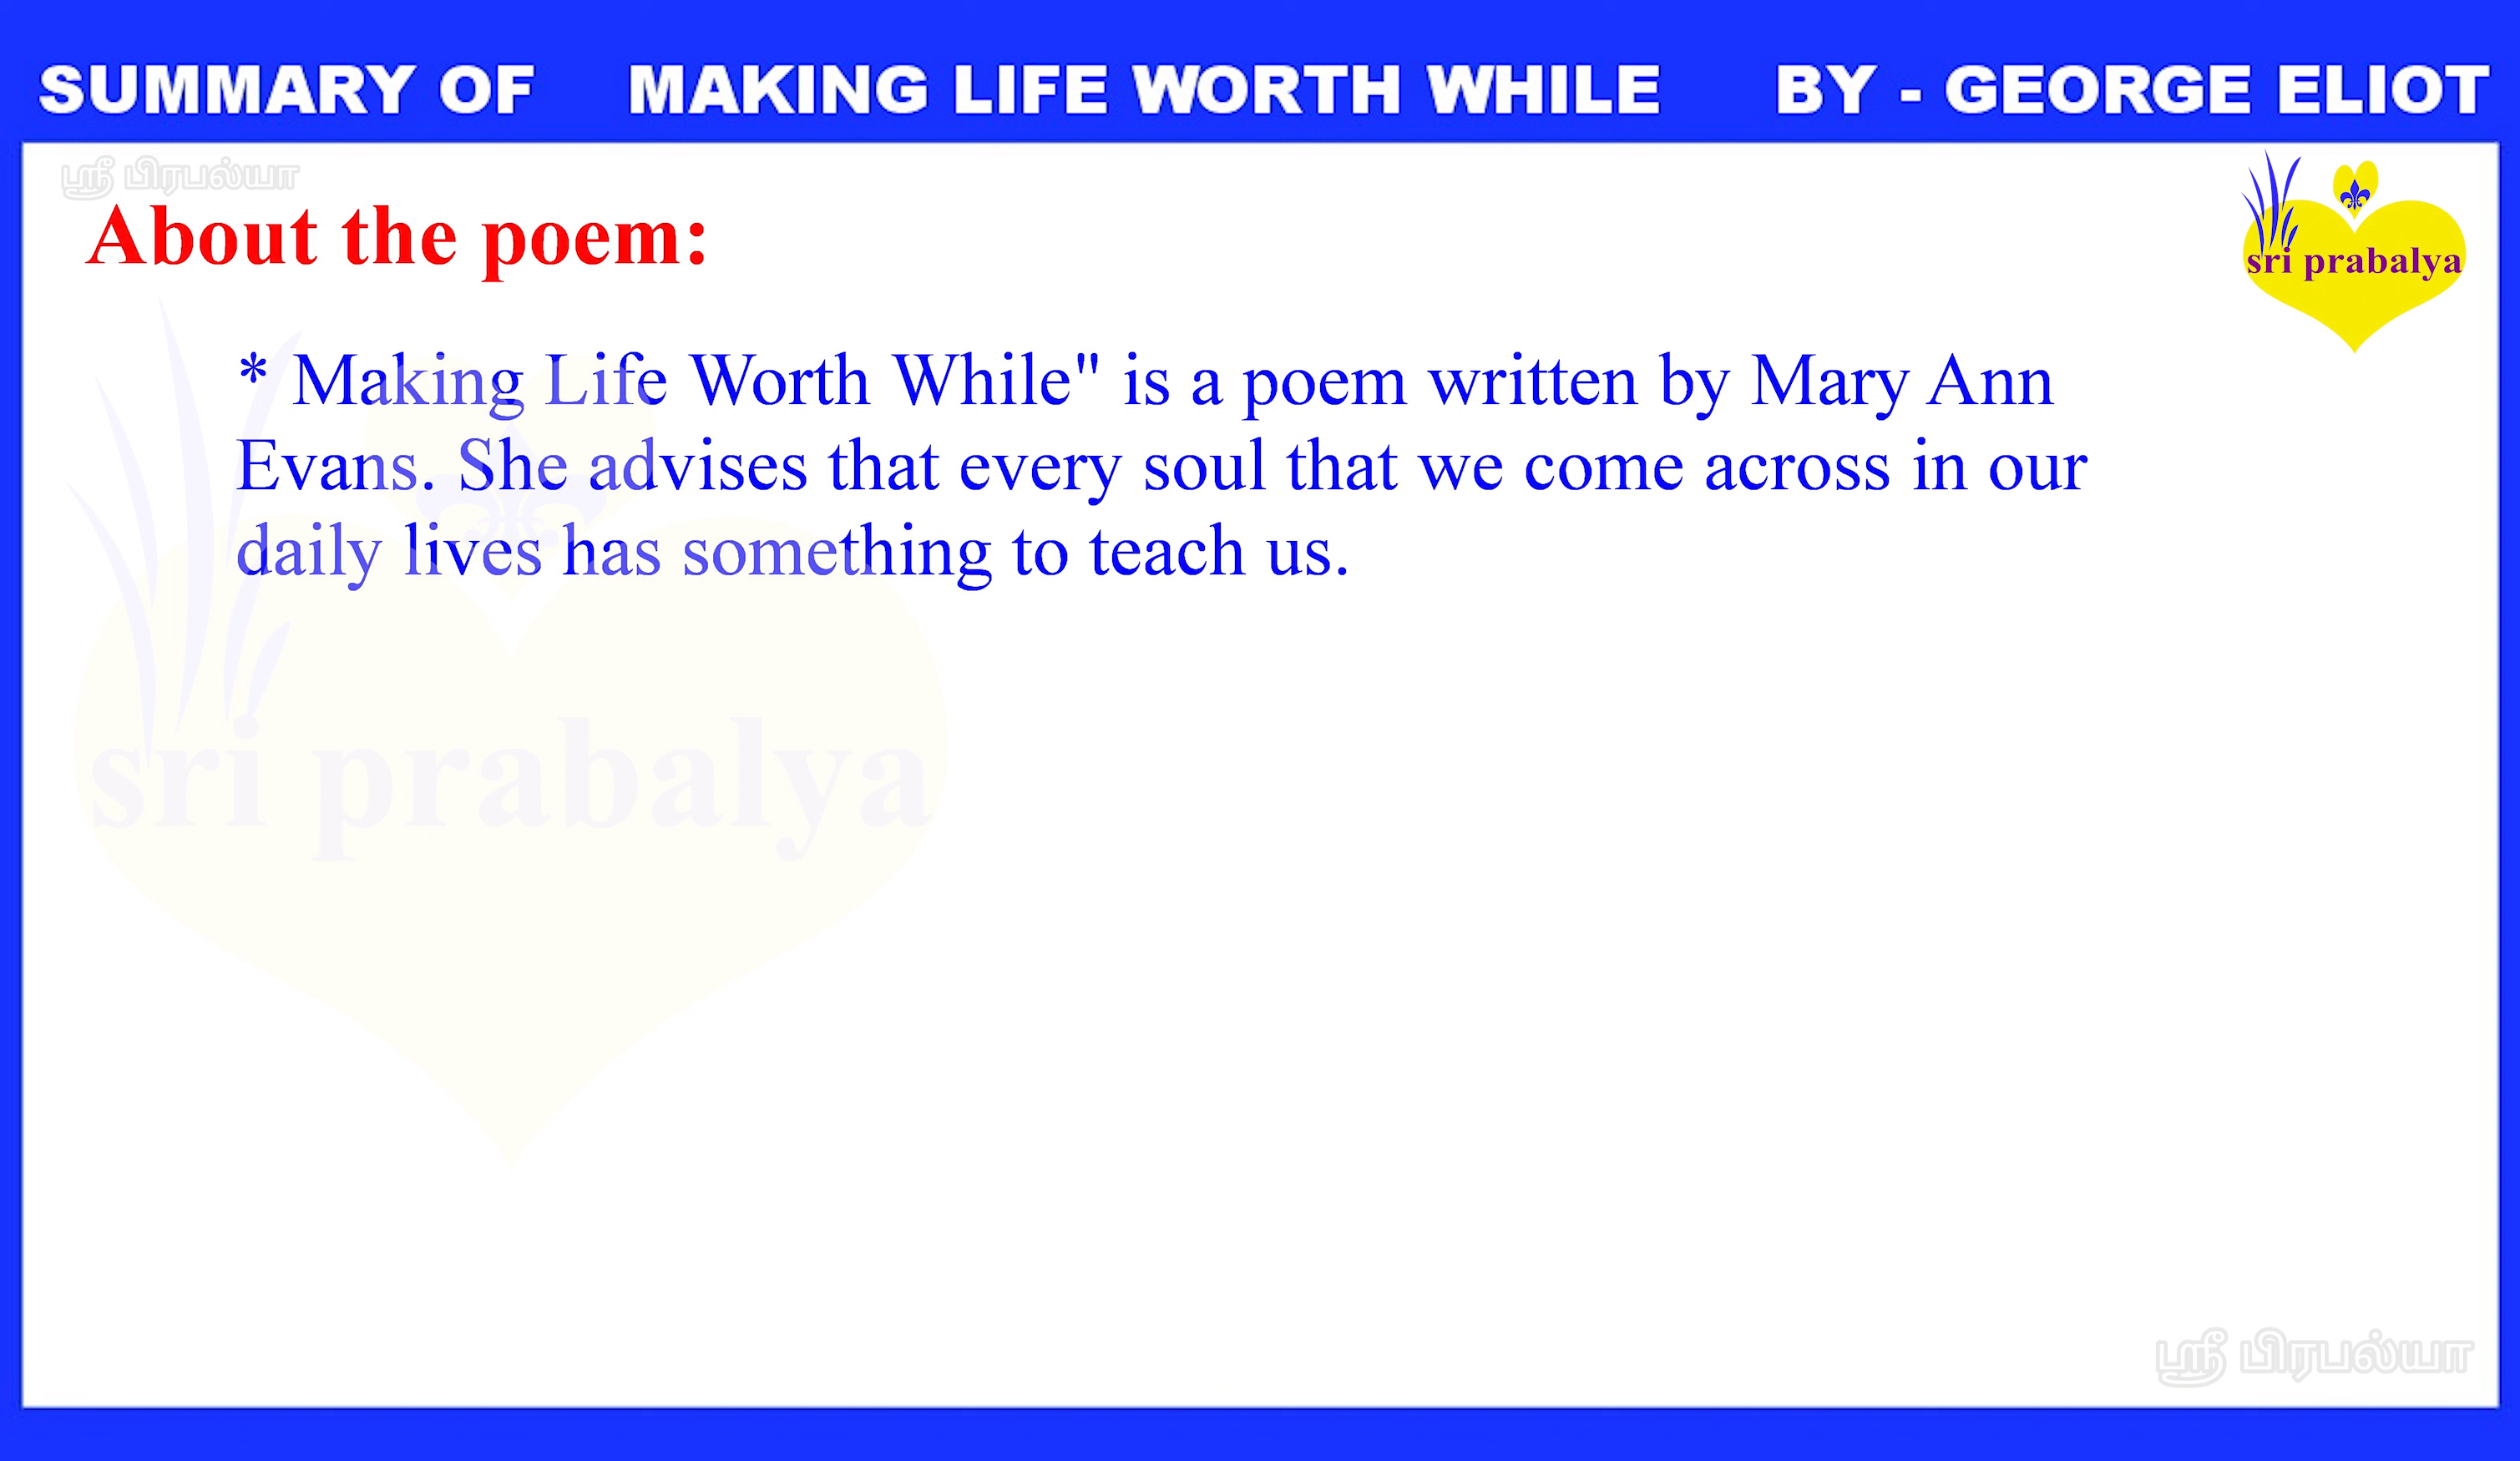 SUMMARY OF MAKING LIFE WORTH WHILE BY - GEORGE ELIOT
ஸ்ரீ பிரபல்யா
About the poem:
sri prabalya
* Making Life Worth While" is a poem written by Mary Ann
Evans. She advises that every soul that we come across in our
daily lives has something to teach us.
sri prabalya
ஸ்ரீ பிரபல்யா